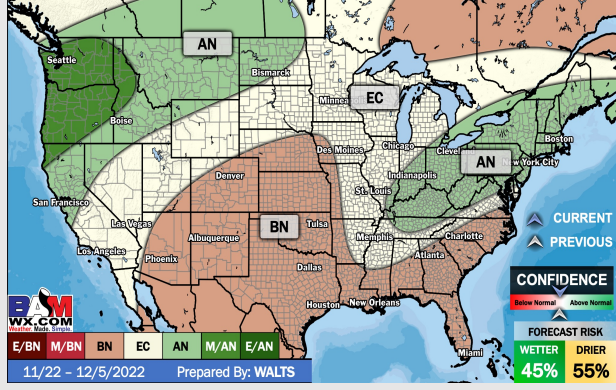 AN
Seattle
Bismarck
EC
Minnea
Boise
Boston
Des Moines
Chicago
Clevel
AN
New York City
Denver
Indianapolis
St. Louis
San Francisco
Las Vegas
BN
Tulsa
CURRENT
Albuquerque
Memphis
Charlotte
PREVIOUS
Los Angeles
Phoenix
Atlanta
Dallas
CONFIDENCE
Below Normal
Above Normal
BAM
WX.COM
Weather. Made. Simple.
Houston
New Orleans
FORECAST RISK
E/BN M/BN BN EC AN M/AN E/AN
WETTER
DRIER
Miami
11/22 – 12/5/2022 Prepared By: WALTS
45%
55%